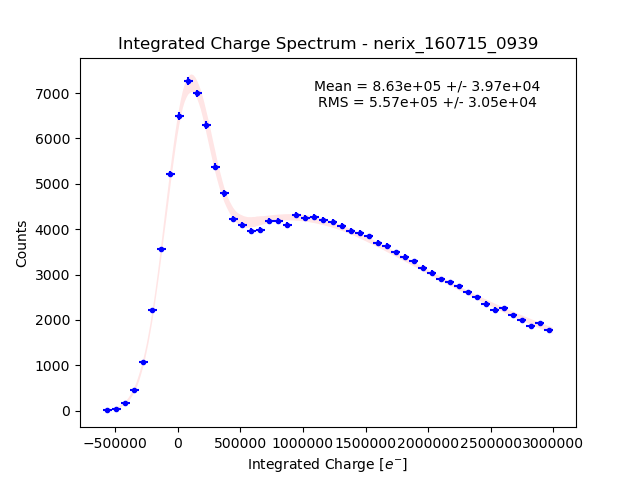 Integrated Charge Spectrum - nerix_160715_0939
Mean = 8.63e+05 +/- 3.97e+04
RMS = 5.57e+05 +/- 3.05e+04
Counts
7000
6000
5000
4000
3000
2000
1000
0
−500000 0 500000 1000000 1500000 2000000 2500000 3000000
Integrated Charge [e⁻]